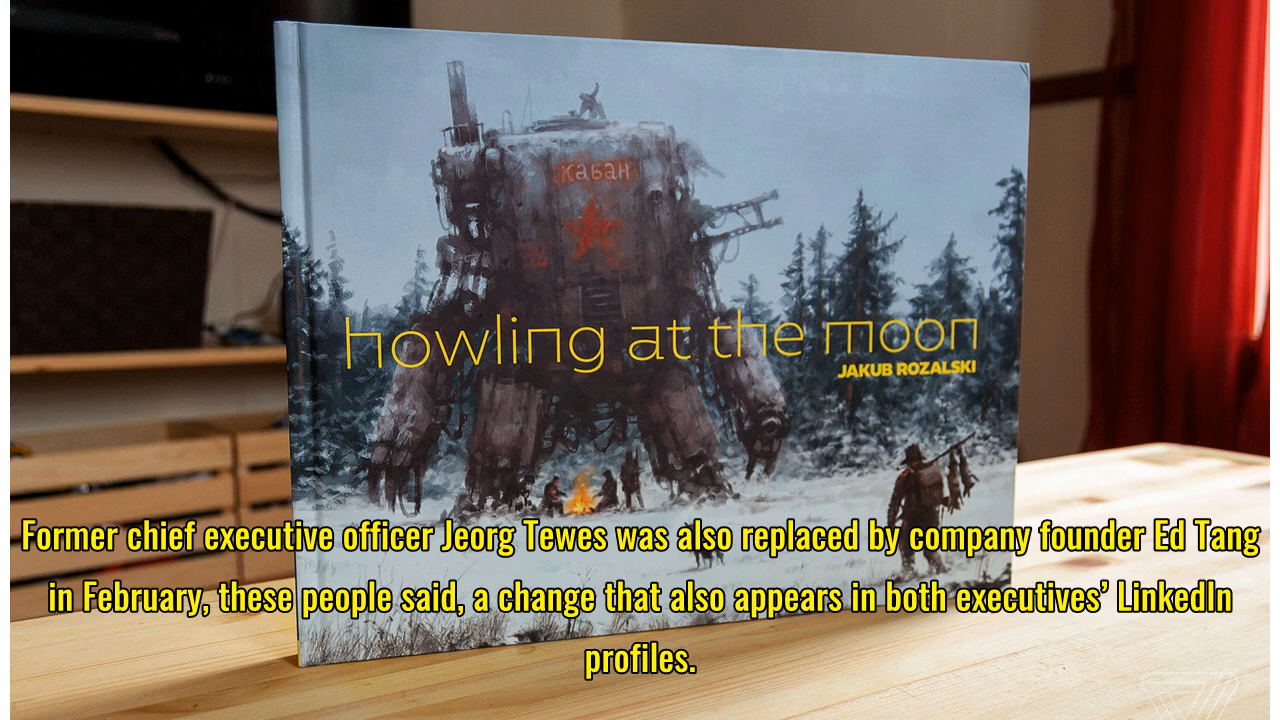 кабан
howling at the moon
JAKUB ROZALSKI
Former chief executive officer Jeorg Tewes was also replaced by company founder Ed Tang
in February, these people said, a change that also appears in both executives’ LinkedIn
profiles.